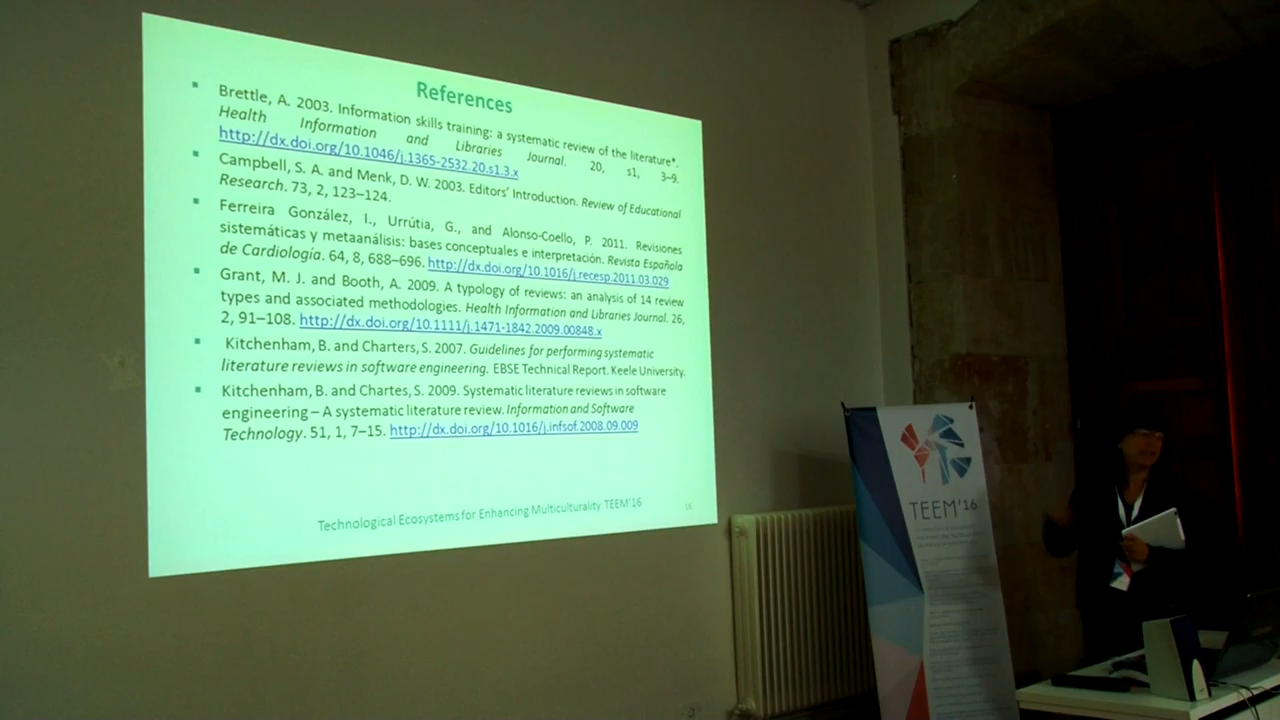 References
Brettle, A. 2003. Information skills training: a systematic review of the literature*.
Health Information and Libraries Journal. 20, s1, 3–9.
http://dx.doi.org/10.1046/j.1365-2532.20.s1.3.x
Campbell, S. A. and Menk, D. W. 2003. Editors' Introduction. Review of Educational
Research. 73, 2, 123–124.
Ferreira González, I., Urrútia, G., and Alonso-Coello, P. 2011. Revisiones
sistemáticas y metaanálisis: bases conceptuales e interpretación. Revista Española
de Cardiología. 64, 8, 688–696. http://dx.doi.org/10.1016/j.recesp.2011.03.029
Grant, M. J. and Booth, A. 2009. A typology of reviews: an analysis of 14 review
types and associated methodologies. Health Information and Libraries Journal. 26,
2, 91–108. http://dx.doi.org/10.1111/j.1471-1842.2009.00848.x
Kitchenham, B. and Charters, S. 2007. Guidelines for performing systematic
literature reviews in software engineering. EBSE Technical Report. Keele University.
Kitchenham, B. and Chartes, S. 2009. Systematic literature reviews in software
engineering – A systematic literature review. Information and Software
Technology. 51, 1, 7–15. http://dx.doi.org/10.1016/j.infsof.2008.09.009
Technological Ecosystems for Enhancing Multiculturality TEEM'16
16
TEEM'16